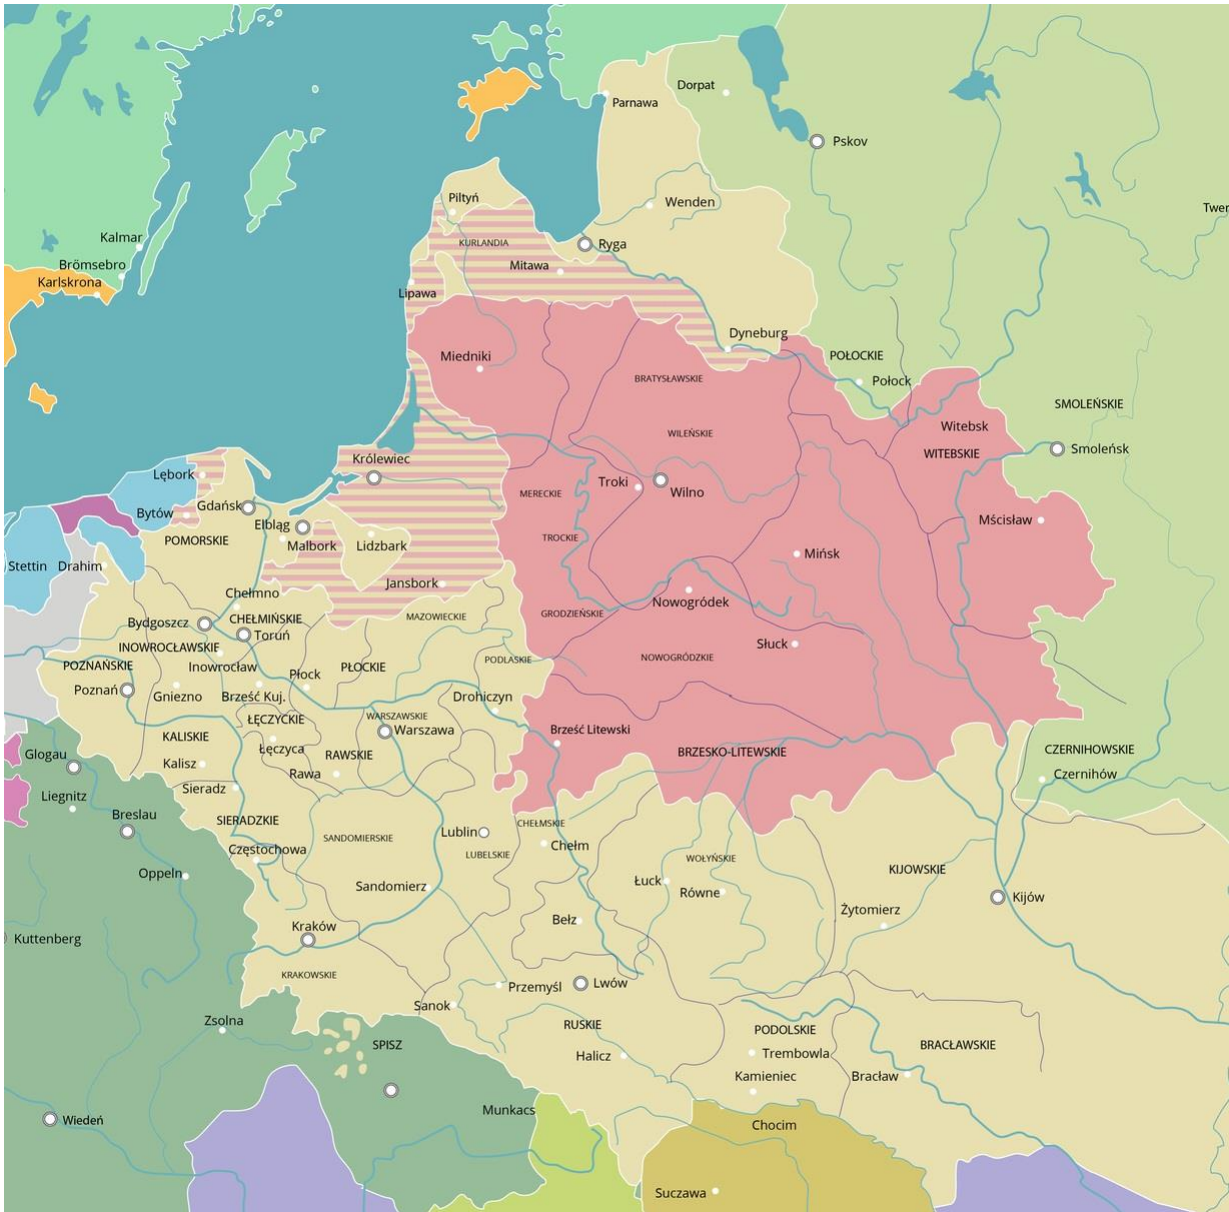 Dorpat
Parnawa
Pskov
Piltyń
Wenden
Twer
Kalmar
KURLANDIA
Ryga
Brömsebro
Mitawa
Karlskrona
Lipawa
Dyneburg
Miedniki
POŁOCKIE
BRATYSŁAWSKIE
Połock
SMOLEŃSKIE
WILEŃSKIE
Witebsk
WITEBSKIE
Smoleńsk
Królewiec
Lębork
Troki
Wilno
MERECKIE
Bytów
Gdańsk
Elbląg
Mścisław
POMORSKIE
Malbork
Lidzbark
TROCKIE
Mińsk
Stettin
Drahim
Jansbork
Chełmno
Nowogródek
Bydgoszcz
CHEŁMIŃSKIE
MAZOWIECKIE
GRODZIEŃSKIE
Toruń
INOWROCŁAWSKIE
Słuck
POZNAŃSKIE
Inowrocław
PŁOCKIE
PODLASKIE
NOWOGRÓDZKIE
Poznań
Gniezno
Brześć Kuj.
Płock
Drohiczyn
ŁĘCZYCKIE
WARSZAWSKIE
Warszawa
Brześć Litewski
KALISKIE
Łęczyca
RAWSKIE
BRZESKO-LITEWSKIE
CZERNIHOWSKIE
Glogau
Kalisz
Rawa
Czernihów
Liegnitz
Sieradz
Breslau
SIERADZKIE
SANDOMIERSKIE
Lublin
CHEŁMSKIE
Częstochowa
LUBELSKIE
Chełm
WOŁYŃSKIE
Oppeln
Sandomierz
Łuck
Równe
KIJOWSKIE
Kijów
Kraków
Bełz
Żytomierz
Kuttenberg
KRAKOWSKIE
Przemyśl
Lwów
Sanok
Zsolna
RUSKIE
PODOLSKIE
SPISZ
Halicz
Trembowla
BRACŁAWSKIE
Kamieniec
Bracław
Munkacs
Wiedeń
Chocim
Suczawa